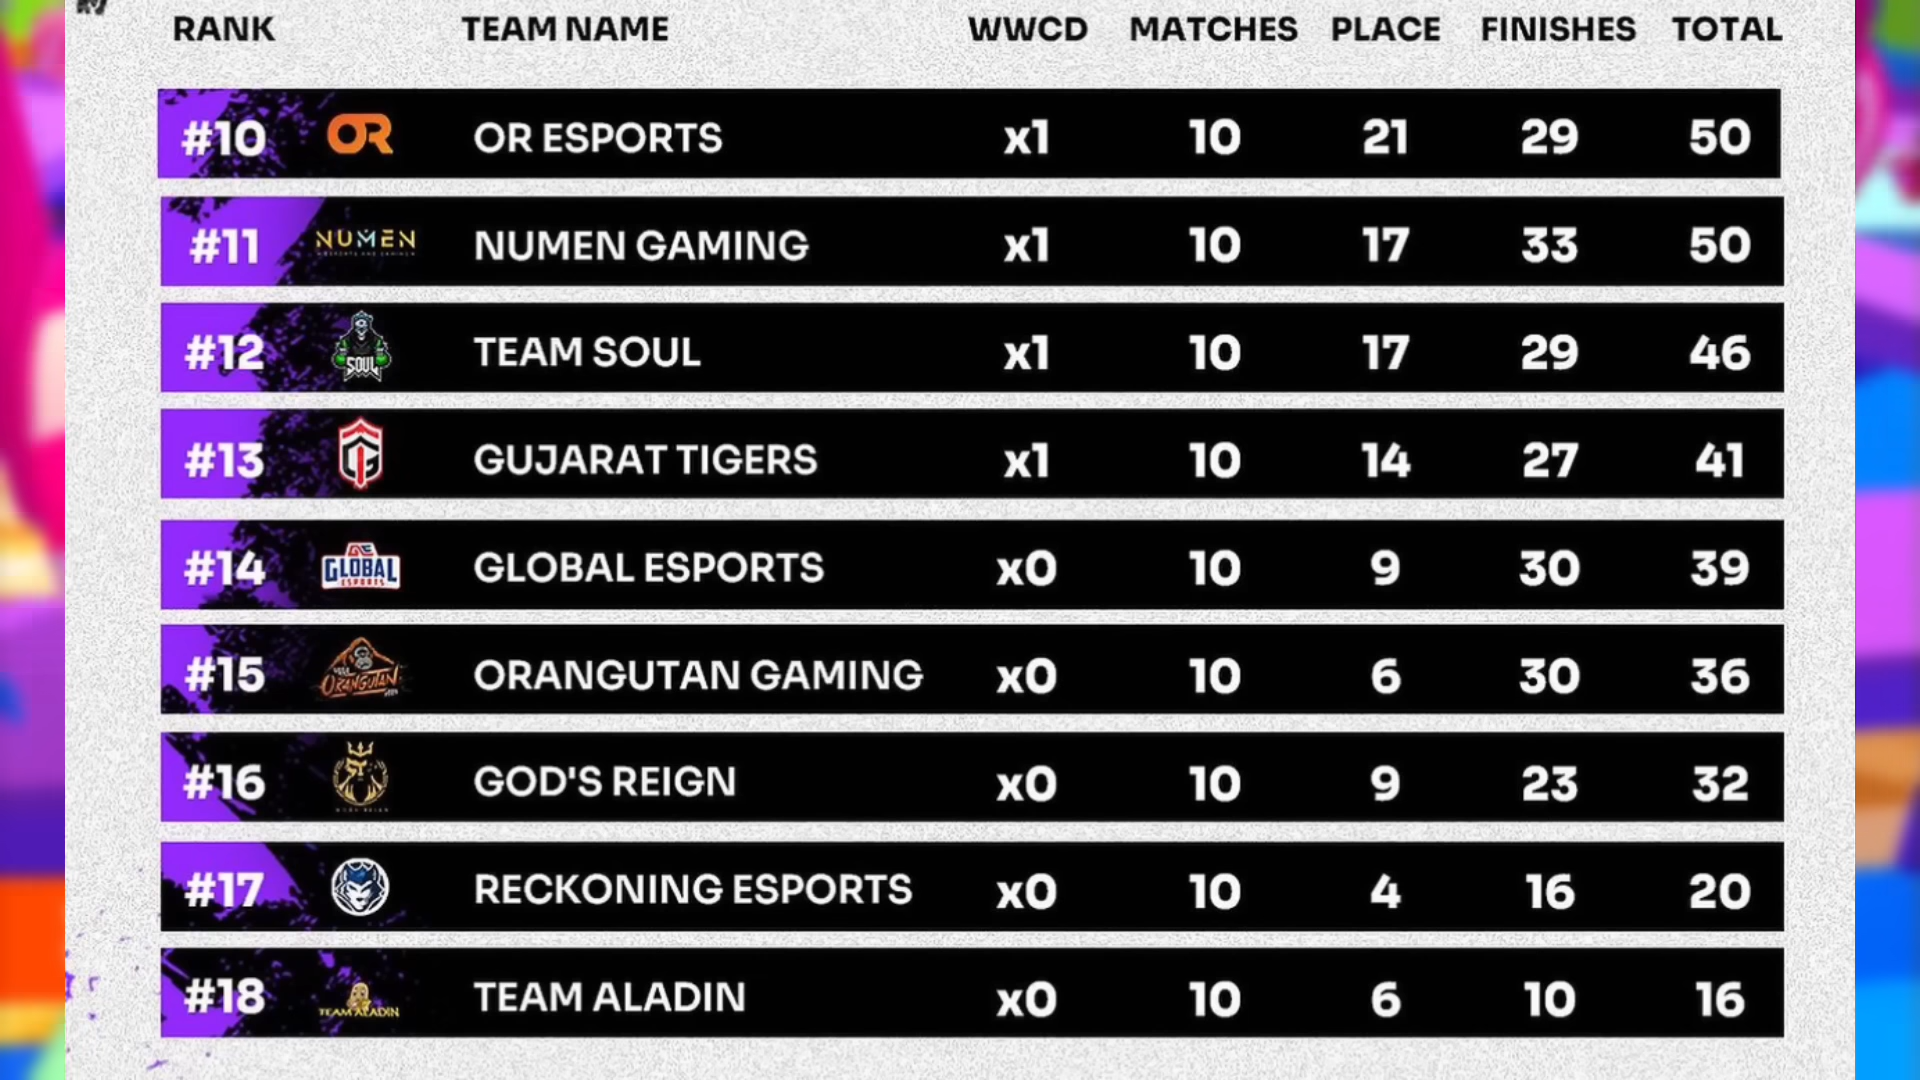 RANK TEAM NAME WWCD MATCHES PLACE FINISHES TOTAL
#10 OR OR ESPORTS x1 10 21 29 50
#11 NUMEN NUMEN GAMING x1 10 17 33 50
#12 SOUL TEAM SOUL x1 10 17 29 46
#13 GUJARAT TIGERS x1 10 14 27 41
#14 GLOBAL ESPORTS GLOBAL ESPORTS x0 10 9 30 39
#15 ORANGUTAN ORANGUTAN GAMING x0 10 6 30 36
#16 GOD'S REIGN x0 10 9 23 32
#17 RECKONING ESPORTS x0 10 4 16 20
#18 TEAM ALADIN TEAM ALADIN x0 10 6 10 16